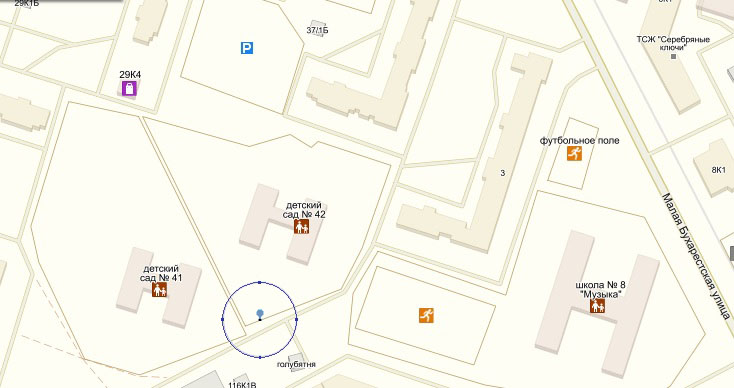 29К1Б
8К1
37/1Б
ТСЖ "Серебряные
ключи"
P
29К4
футбольное поле
3
8К1
детский
сад № 42
Малая Бухарестская улица
детский
сад № 41
школа № 8
"Музыка"
голубятня
116К1В